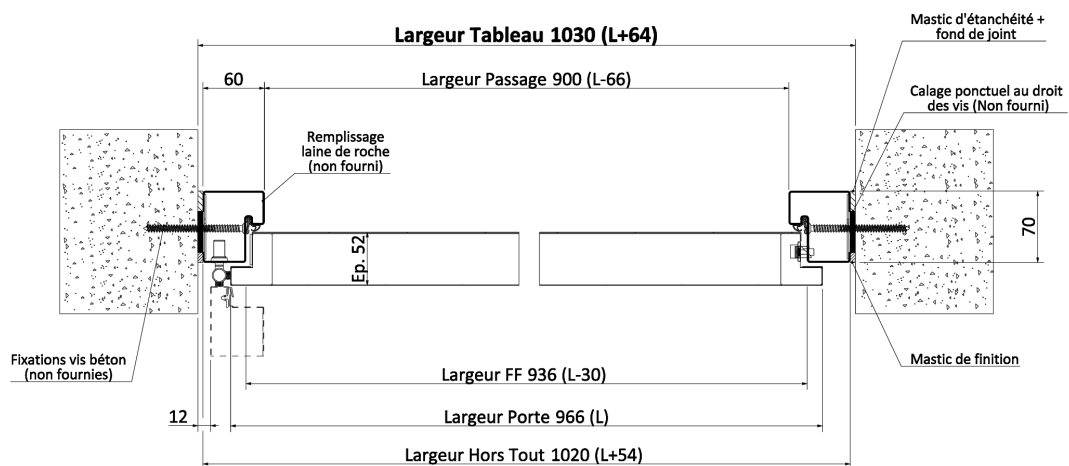 Mastic d'étanchéité +
fond de joint
Largeur Tableau 1030 (L+64)
60
Largeur Passage 900 (L-66)
Calage ponctuel au droit
des vis (Non fourni)
Remplissage
laine de roche
(non fourni)
70
Ep. 52
Fixations vis béton
(non fournies)
Mastic de finition
Largeur FF 936 (L-30)
12
Largeur Porte 966 (L)
Largeur Hors Tout 1020 (L+54)